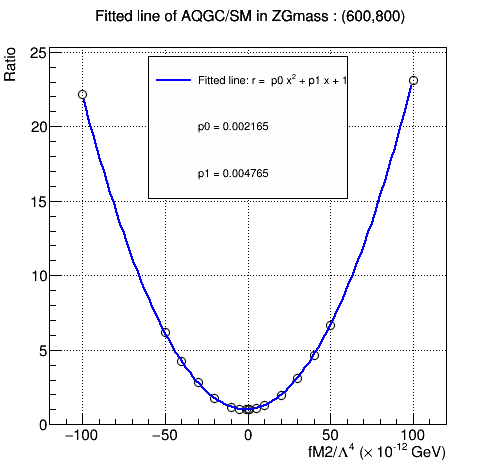 Fitted line of AQGC/SM in ZGmass : (600,800)
Ratio
Fitted line: r = p0 x² + p1 x + 1
p0 = 0.002165
p1 = 0.004765
25
20
15
10
5
0
−100 −50 0 50 100
fM2/Λ⁴ (× 10⁻¹² GeV)